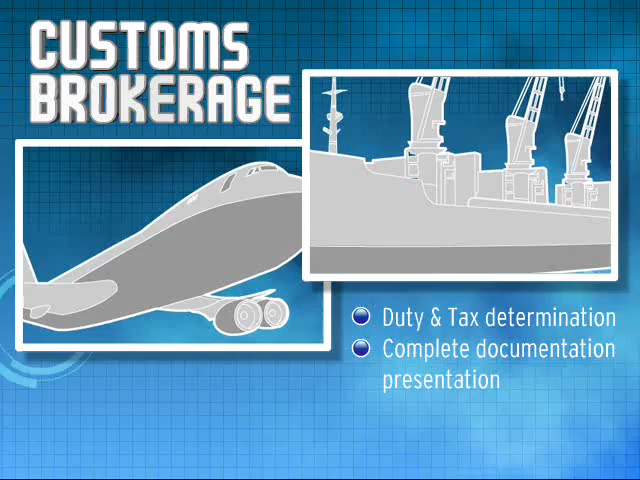 CUSTOMS
BROKERAGE
Duty & Tax determination
Complete documentation
presentation